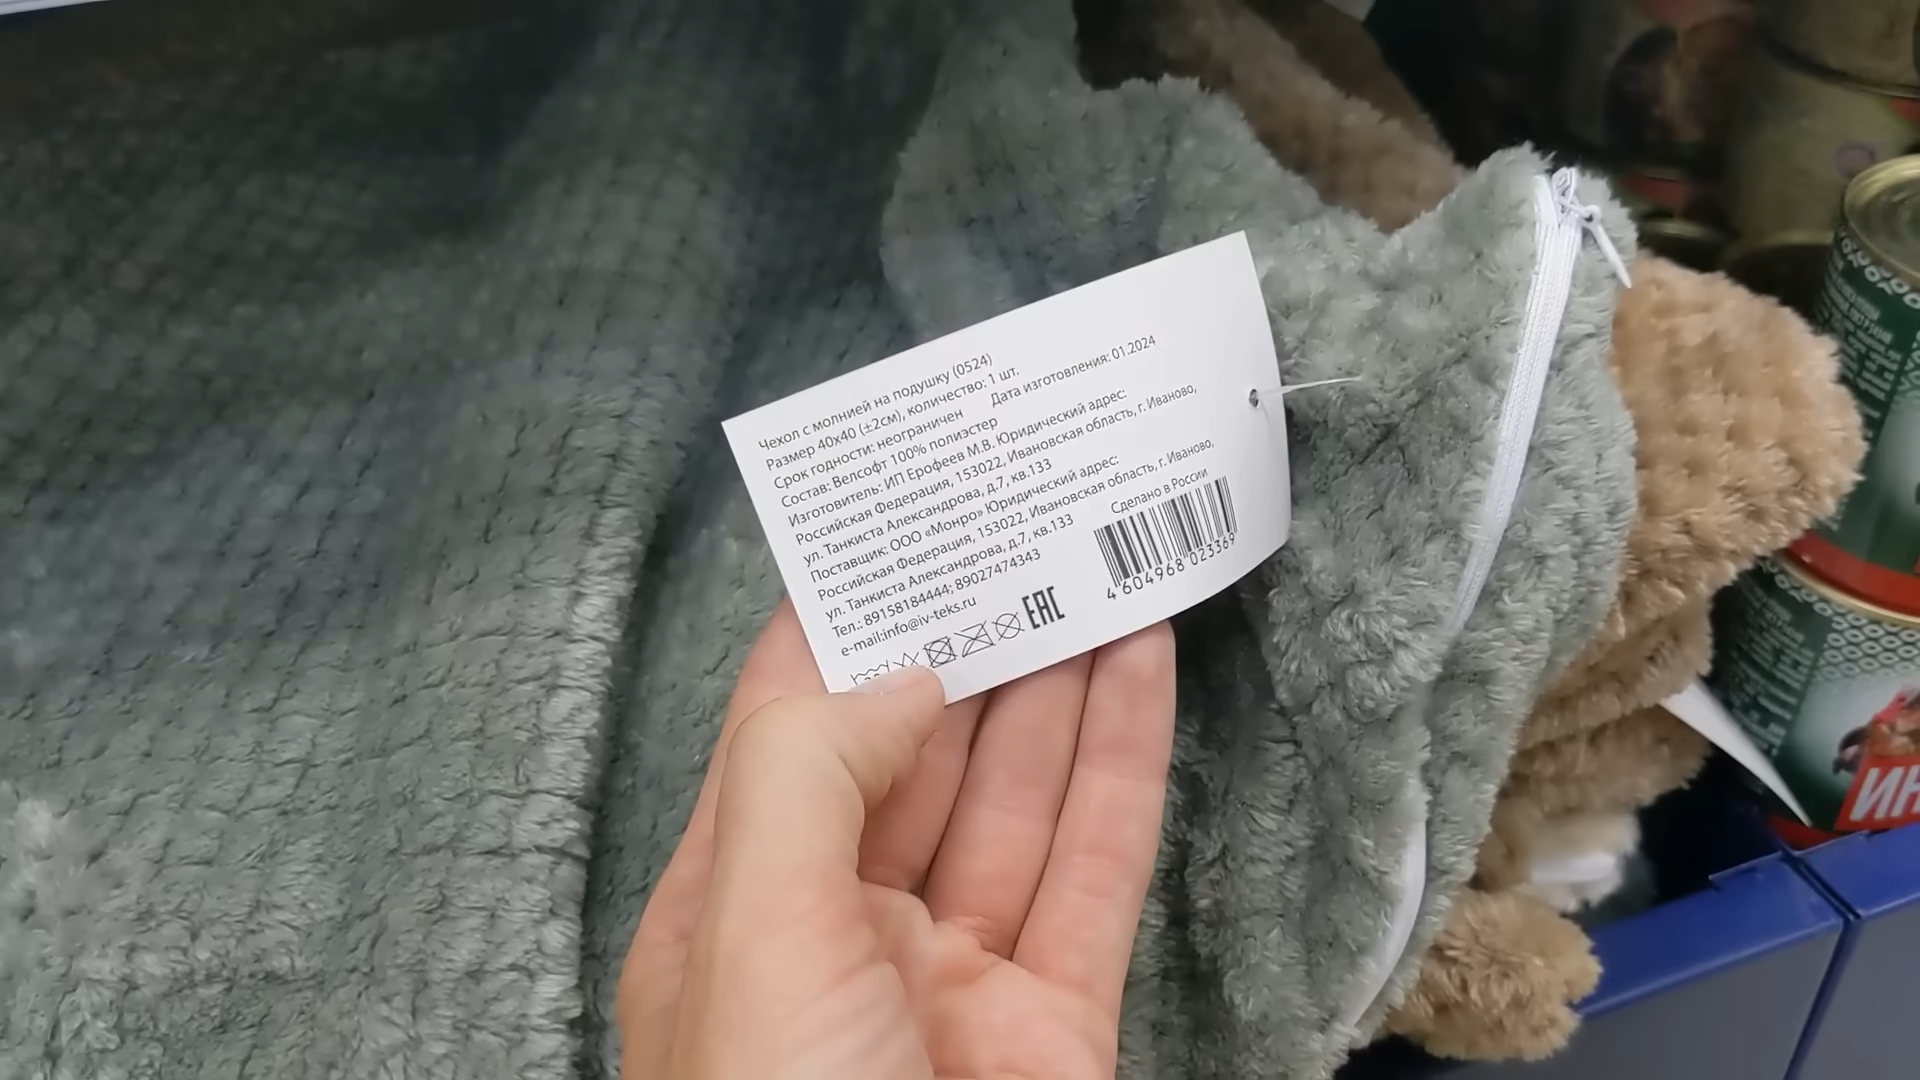 Чехол с молнией на подушку (0524)
Размер 40х40 (±2см), количество: 1 шт.
Срок годности: неограничен Дата изготовления: 01.2024
Состав: Велсофт 100% полиэстер
Изготовитель: ИП Ерофеев М.В. Юридический адрес:
Российская Федерация, 153022, Ивановская область, г. Иваново,
ул. Танкиста Александрова, д.7, кв.133
Поставщик: ООО «Монро» Юридический адрес:
Российская Федерация, 153022, Ивановская область, г. Иваново,
ул. Танкиста Александрова, д.7, кв.133
Тел.: 89158184444; 89027474343
e-mail:info@iv-teks.ru
Сделано в России
4 604968 023369
EAC
ИН